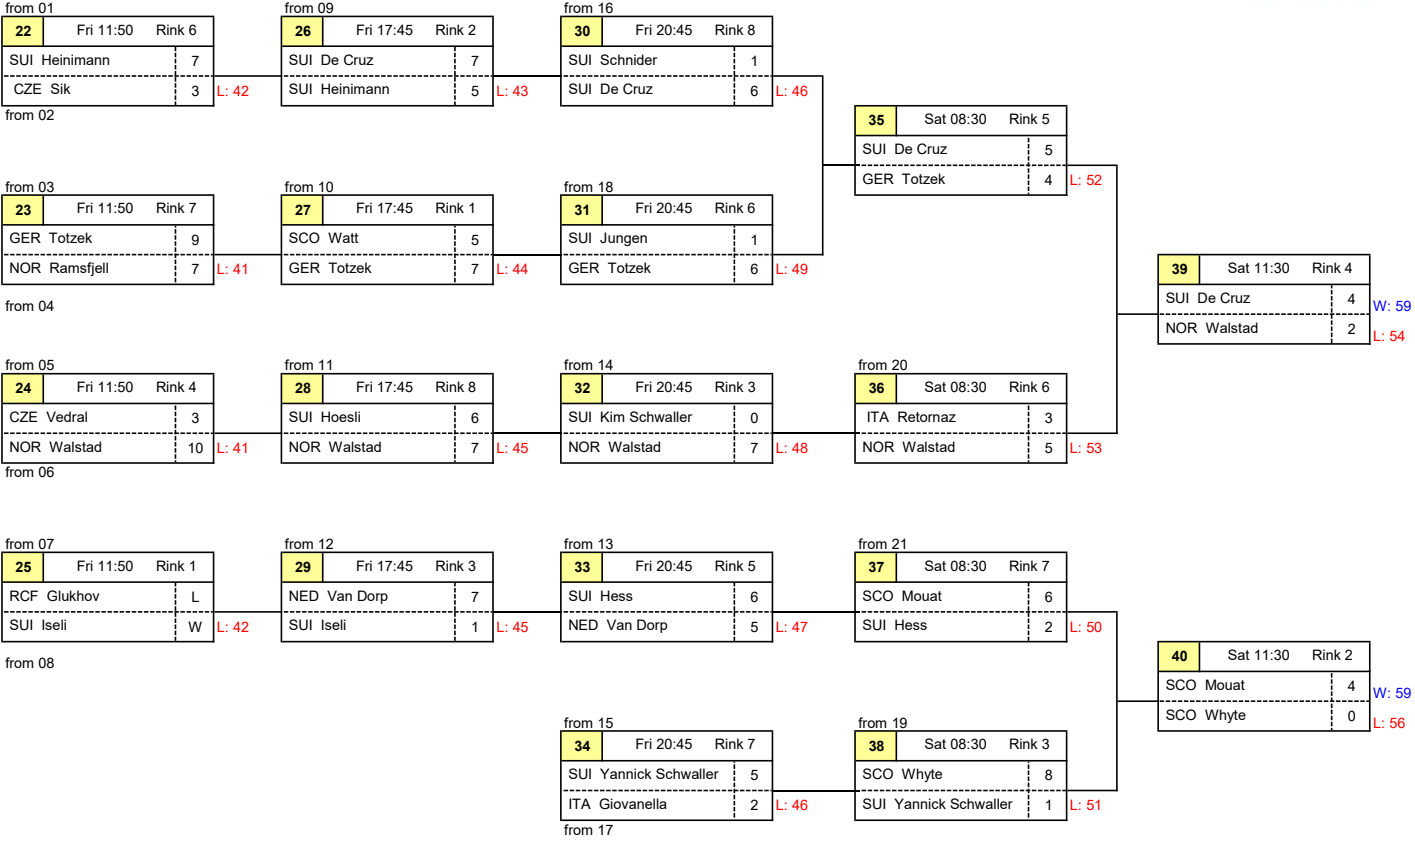 from 01 from 09 from 16
22 Fri 11:50 Rink 6 26 Fri 17:45 Rink 2 30 Fri 20:45 Rink 8
SUI Heinimann 7 SUI De Cruz 7 SUI Schnider 1
CZE Sik 3 L: 42 SUI Heinimann 5 L: 43 SUI De Cruz 6 L: 46
from 02
35 Sat 08:30 Rink 5
SUI De Cruz 5
GER Totzek 4 L: 52
from 03 from 10 from 18
23 Fri 11:50 Rink 7 27 Fri 17:45 Rink 1 31 Fri 20:45 Rink 6
GER Totzek 9 SCO Watt 5 SUI Jungen 1
NOR Ramsfjell 7 L: 41 GER Totzek 7 L: 44 GER Totzek 6 L: 49
39 Sat 11:30 Rink 4
SUI De Cruz 4 W: 59
from 04
NOR Walstad 2 L: 54
from 05 from 11 from 14 from 20
24 Fri 11:50 Rink 4 28 Fri 17:45 Rink 8 32 Fri 20:45 Rink 3 36 Sat 08:30 Rink 6
CZE Vedral 3 SUI Hoesli 6 SUI Kim Schwaller 0 ITA Retornaz 3
NOR Walstad 10 L: 41 NOR Walstad 7 L: 45 NOR Walstad 7 L: 48 NOR Walstad 5 L: 53
from 06
from 07 from 12 from 13 from 21
25 Fri 11:50 Rink 1 29 Fri 17:45 Rink 3 33 Fri 20:45 Rink 5 37 Sat 08:30 Rink 7
RCF Glukhov L NED Van Dorp 7 SUI Hess 6 SCO Mouat 6
SUI Iseli W L: 42 SUI Iseli 1 L: 45 NED Van Dorp 5 L: 47 SUI Hess 2 L: 50
from 08
40 Sat 11:30 Rink 2
SCO Mouat 4 W: 59
SCO Whyte 0 L: 56
from 15 from 19
34 Fri 20:45 Rink 7 38 Sat 08:30 Rink 3
SUI Yannick Schwaller 5 SCO Whyte 8
ITA Giovanella 2 L: 46 SUI Yannick Schwaller 1 L: 51
from 17